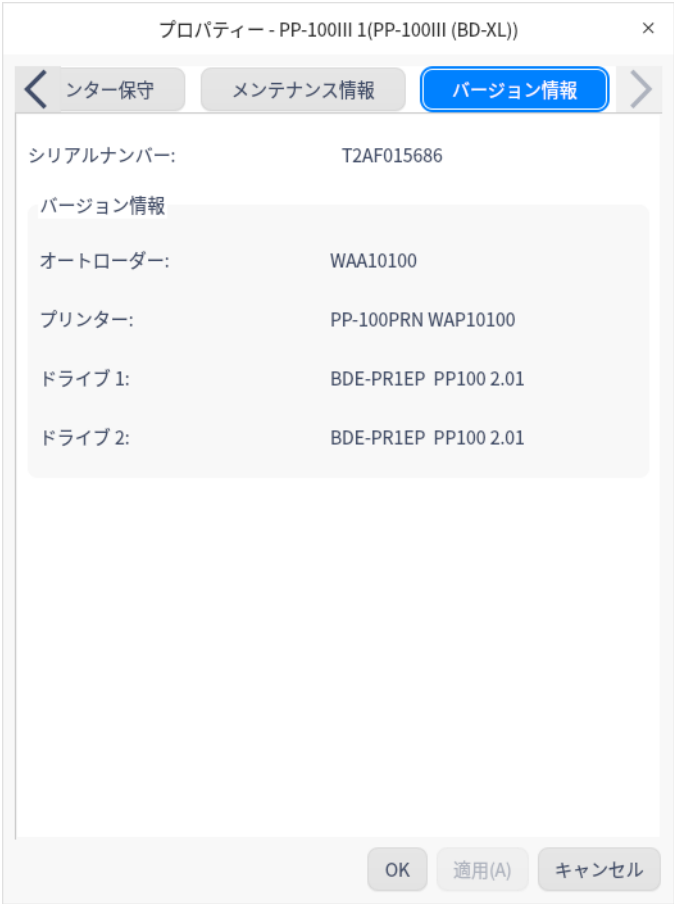 プロパティー - PP-100III 1(PP-100III (BD-XL))
ンター保守 メンテナンス情報 バージョン情報
シリアルナンバー: T2AF015686
バージョン情報
オートローダー: WAA10100
プリンター: PP-100PRN WAP10100
ドライブ 1: BDE-PR1EP PP100 2.01
ドライブ 2: BDE-PR1EP PP100 2.01
OK 適用(A) キャンセル